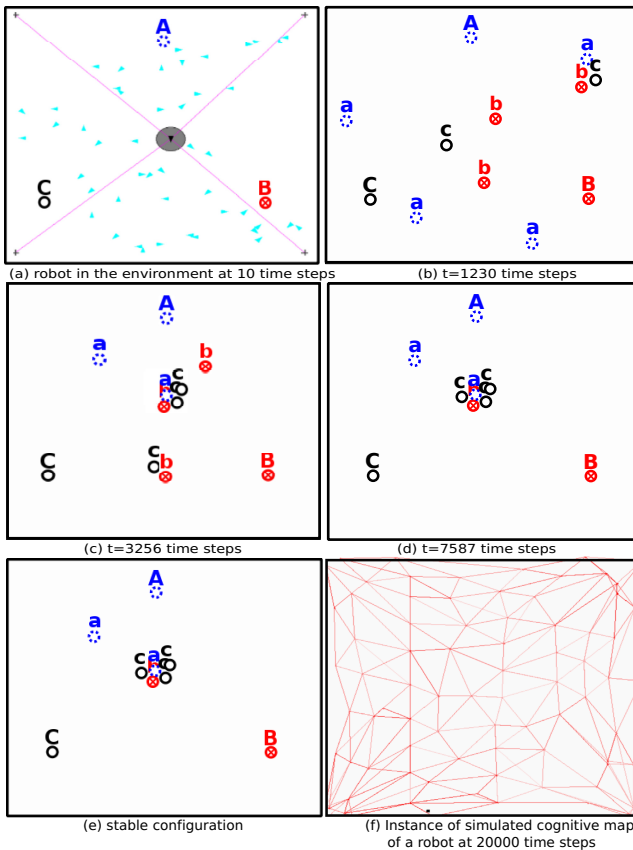 A
C
B
(a) robot in the environment at 10 time steps
A
a
c
b
a
b
c
b
C
B
a
a
(b) t=1230 time steps
A
a
b
c
a
c
c
b
C
B
(c) t=3256 time steps
A
a
a
c
c
C
B
(d) t=7587 time steps
A
a
c
a
c
C
B
(e) stable configuration
(f) Instance of simulated cognitive map
of a robot at 20000 time steps